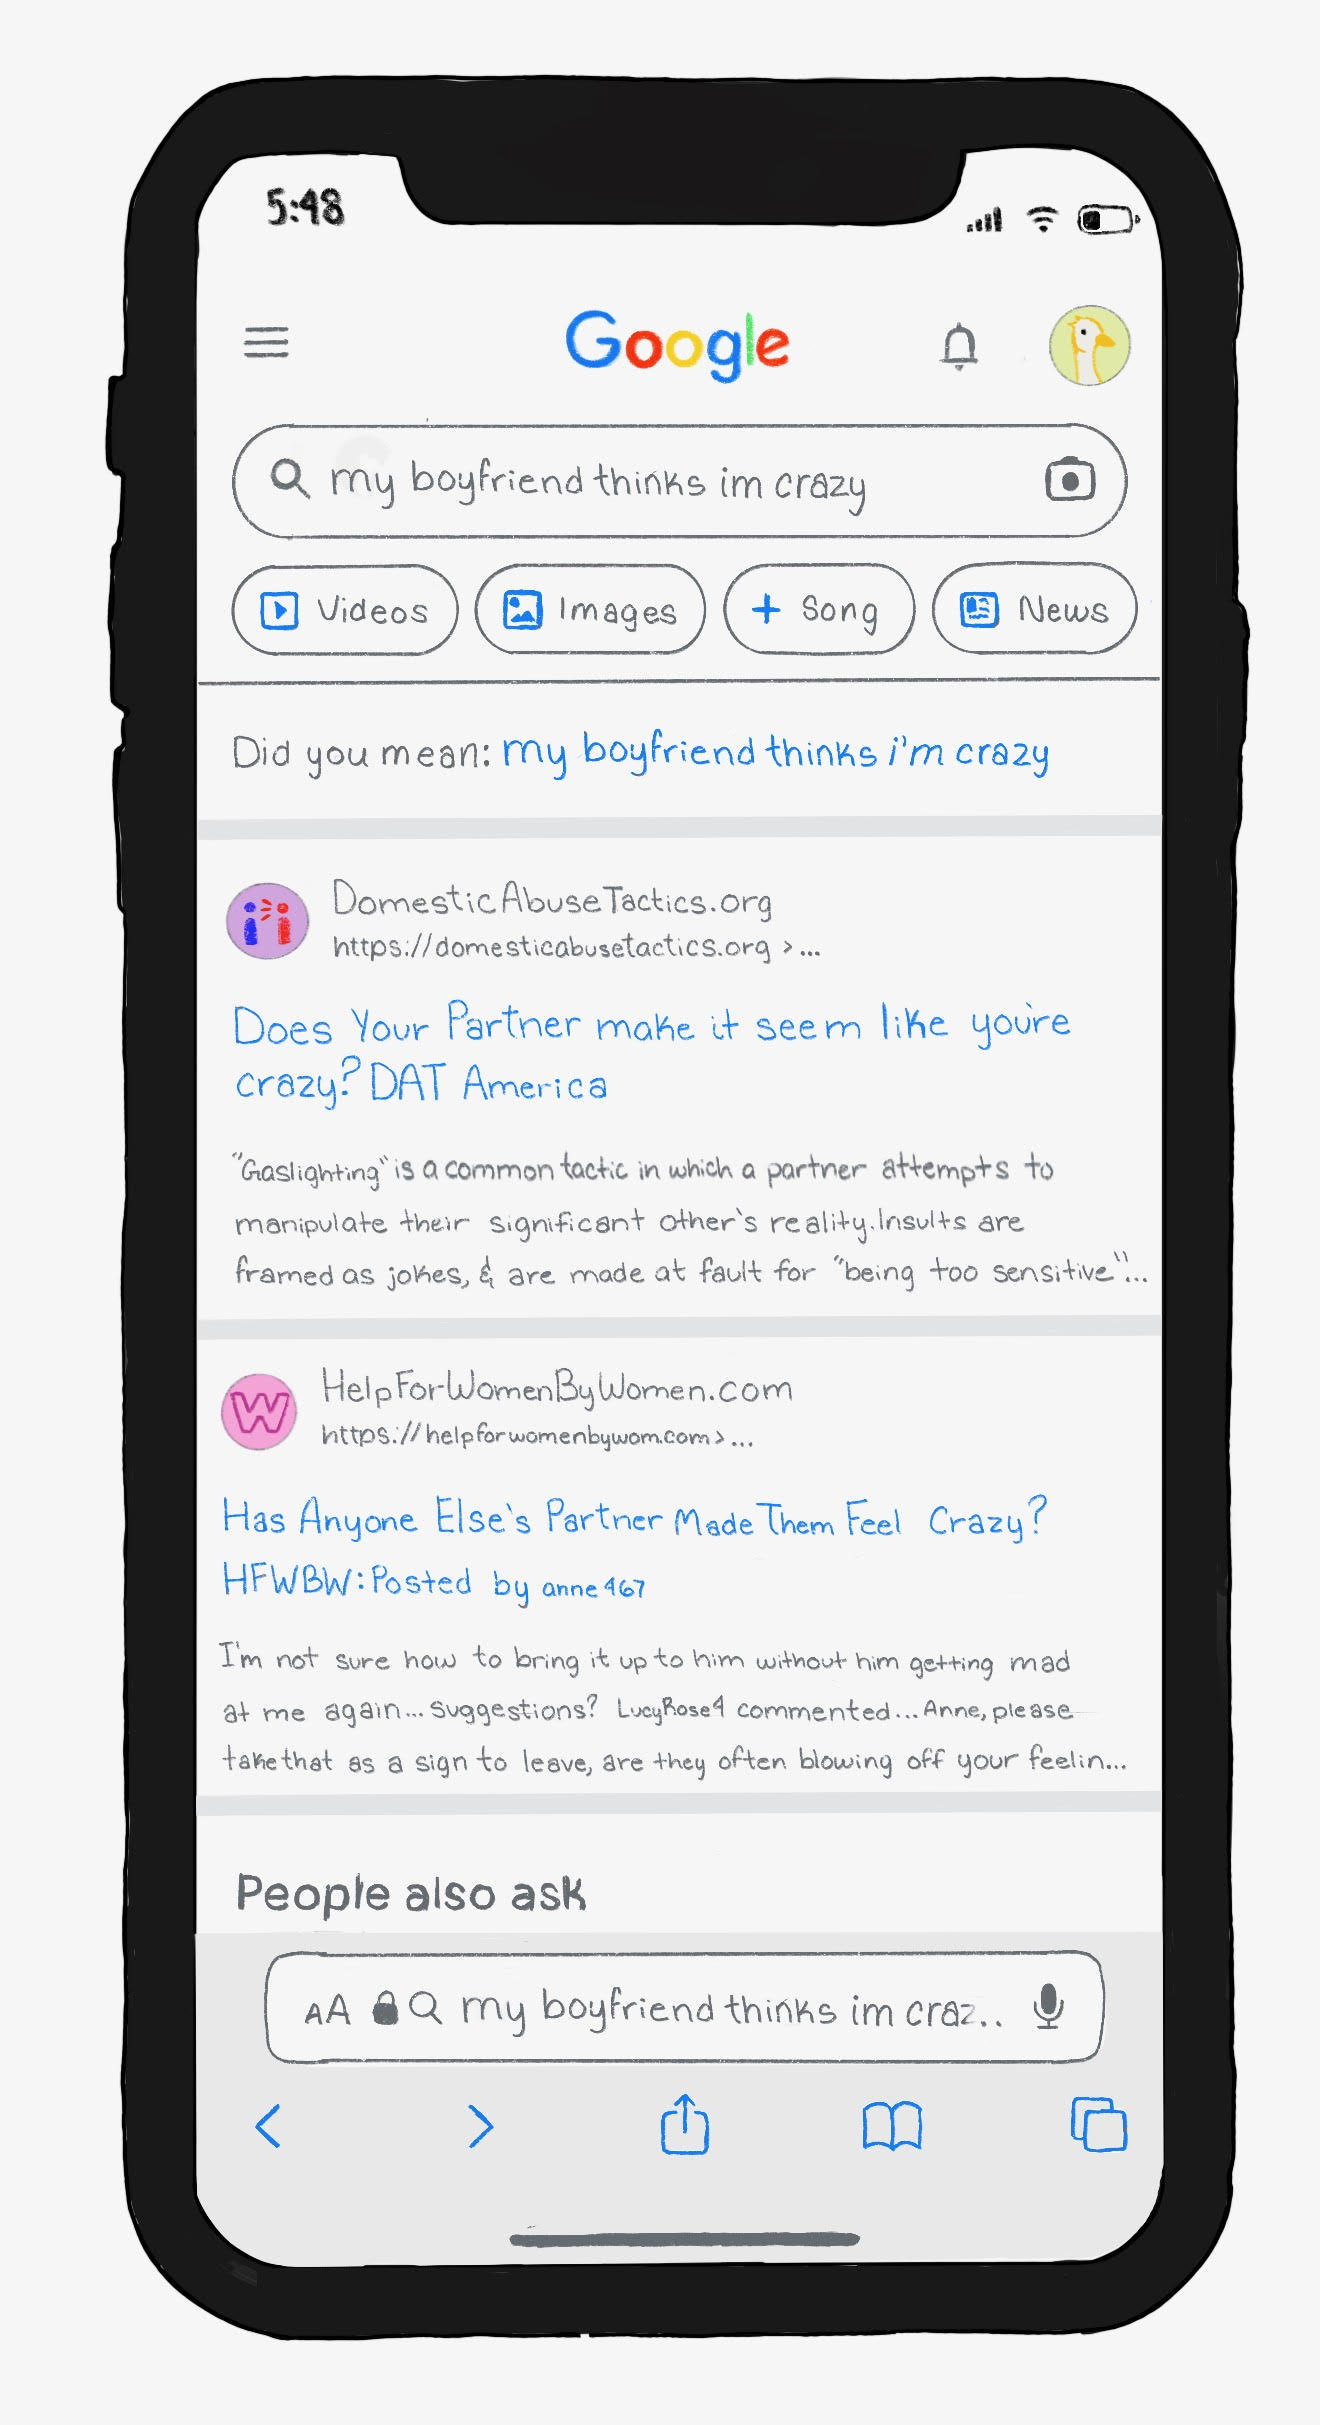 5:48
Google
my boyfriend thinks im crazy
Videos Images + Song News
Did you mean: my boyfriend thinks i'm crazy
DomesticAbuseTactics.org
https://domesticabusetactics.org > ...
Does Your Partner make it seem like you're
crazy? DAT America
"Gaslighting" is a common tactic in which a partner attempts to
manipulate their significant other's reality. Insults are
framed as jokes, & are made at fault for "being too sensitive"...
W HelpForWomenByWomen.com
https://helpforwomenbywom.com > ...
Has Anyone Else's Partner Made Them Feel Crazy?
HFWBW: Posted by anne467
I'm not sure how to bring it up to him without him getting mad
at me again... Suggestions? LucyRose4 commented... Anne, please
take that as a sign to leave, are they often blowing off your feelin...
People also ask
AA my boyfriend thinks im craz..